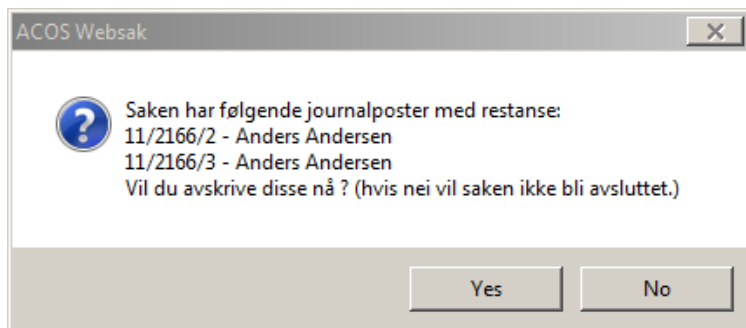 ACOS Websak
Saken har følgende journalposter med restanse:
11/2166/2 - Anders Andersen
11/2166/3 - Anders Andersen
Vil du avskrive disse nå ? (hvis nei vil saken ikke bli avsluttet.)
Yes
No